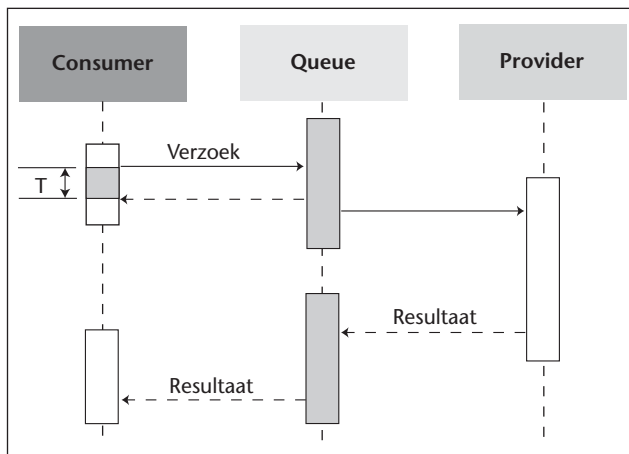 Consumer
Queue
Provider
Verzoek
T
Resultaat
Resultaat